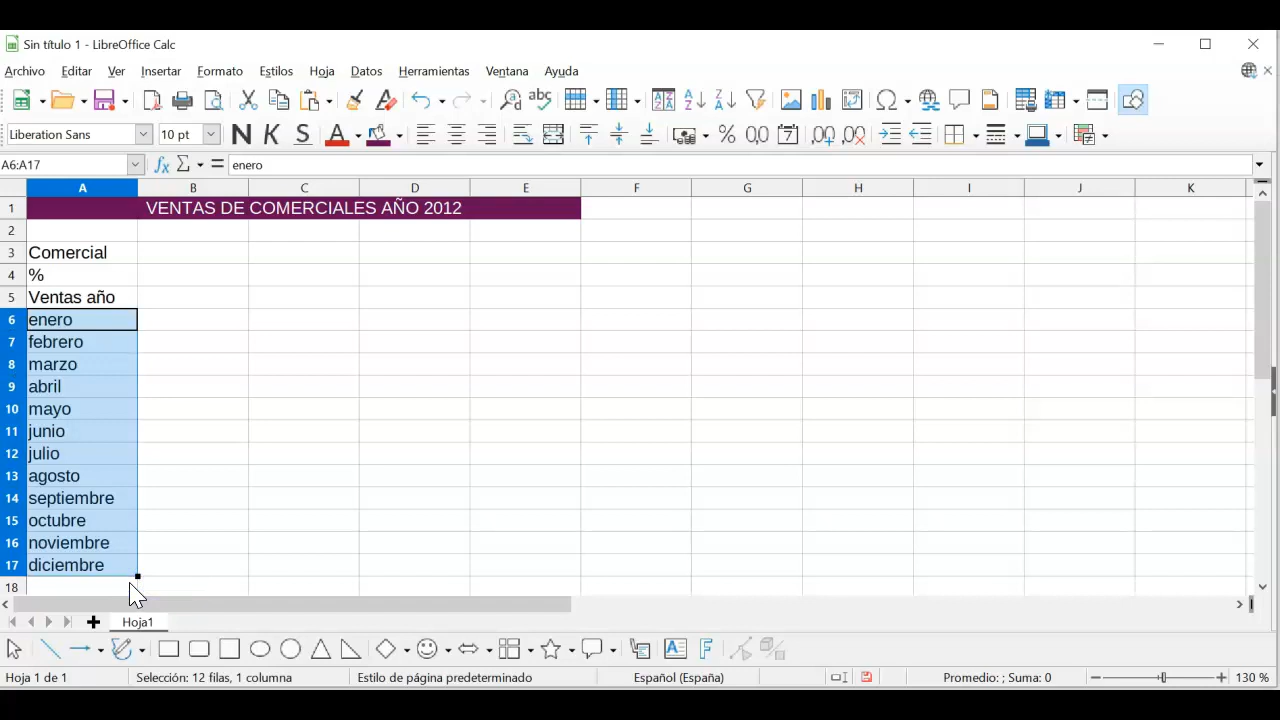 Sin título 1 - LibreOffice Calc
Archivo Editar Ver Insertar Formato Estilos Hoja Datos Herramientas Ventana Ayuda
Liberation Sans 10 pt N K S A
A6:A17 fx Σ = enero
A B C D E F G H I J K
1 VENTAS DE COMERCIALES AÑO 2012
2
3 Comercial
4 %
5 Ventas año
6 enero
7 febrero
8 marzo
9 abril
10 mayo
11 junio
12 julio
13 agosto
14 septiembre
15 octubre
16 noviembre
17 diciembre
18
Hoja1
Hoja 1 de 1 Selección: 12 filas, 1 columna Estilo de página predeterminado Español (España) Promedio: ; Suma: 0 130 %